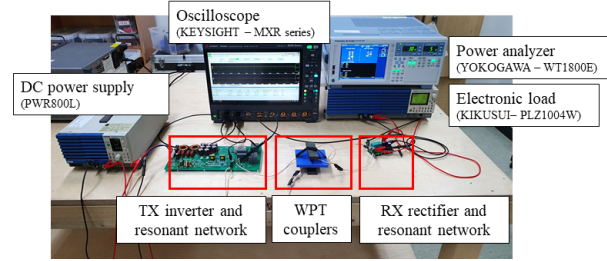 Oscilloscope
(KEYSIGHT – MXR series)
Power analyzer
(YOKOGAWA – WT1800E)
DC power supply
(PWR800L)
Electronic load
(KIKUSUI– PLZ1004W)
TX inverter and
resonant network
WPT
couplers
RX rectifier and
resonant network